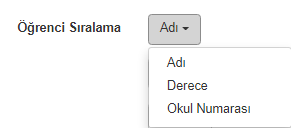 Öğrenci Sıralama Adı
Adı
Derece
Okul Numarası